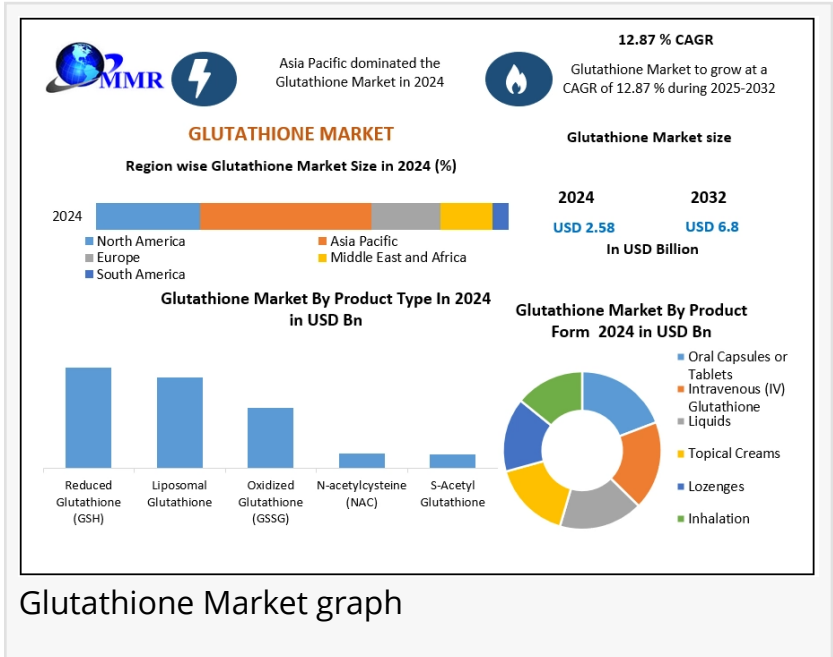 MMR
Asia Pacific dominated the
Glutathione Market in 2024
12.87 % CAGR
Glutathione Market to grow at a
CAGR of 12.87 % during 2025-2032
GLUTATHIONE MARKET
Region wise Glutathione Market Size in 2024 (%)
2024
North America
Asia Pacific
Europe
Middle East and Africa
South America
Glutathione Market size
2024
2032
USD 2.58
USD 6.8
In USD Billion
Glutathione Market By Product Type In 2024
in USD Bn
Reduced
Glutathione
(GSH)
Liposomal
Glutathione
Oxidized
Glutathione
(GSSG)
N-acetylcysteine
(NAC)
S-Acetyl
Glutathione
Glutathione Market By Product
Form 2024 in USD Bn
Oral Capsules or
Tablets
Intravenous (IV)
Glutathione
Liquids
Topical Creams
Lozenges
Inhalation
Glutathione Market graph